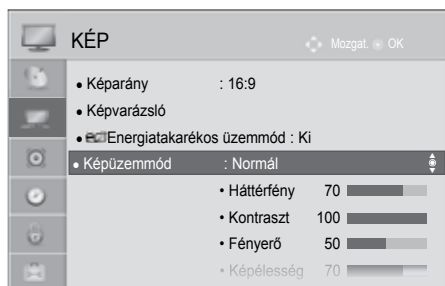 KÉP
Mozgat. OK
• Képarány : 16:9
• Képvarázsló
• Energiatakarékos üzemmód : Ki
• Képüzemmód : Normál
• Háttérfény 70
• Kontraszt 100
• Fényerő 50
• Képélesség 70